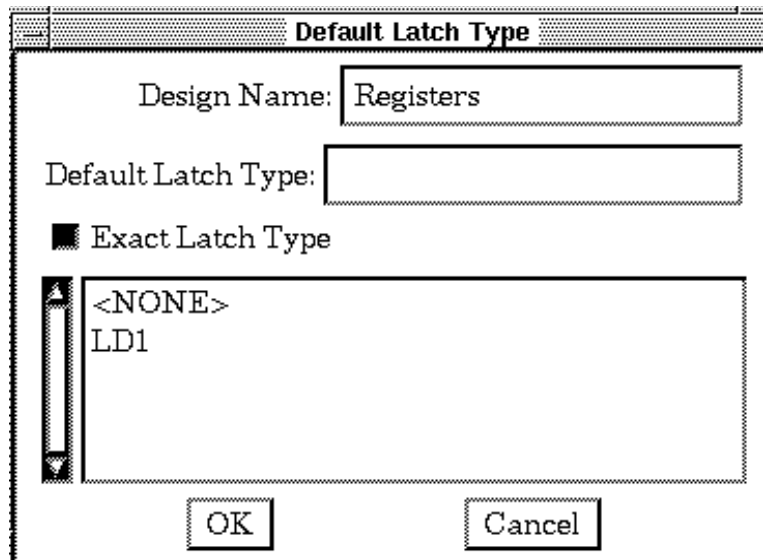 Default Latch Type
Design Name: Registers
Default Latch Type:
Exact Latch Type
<NONE>
LD1
OK Cancel